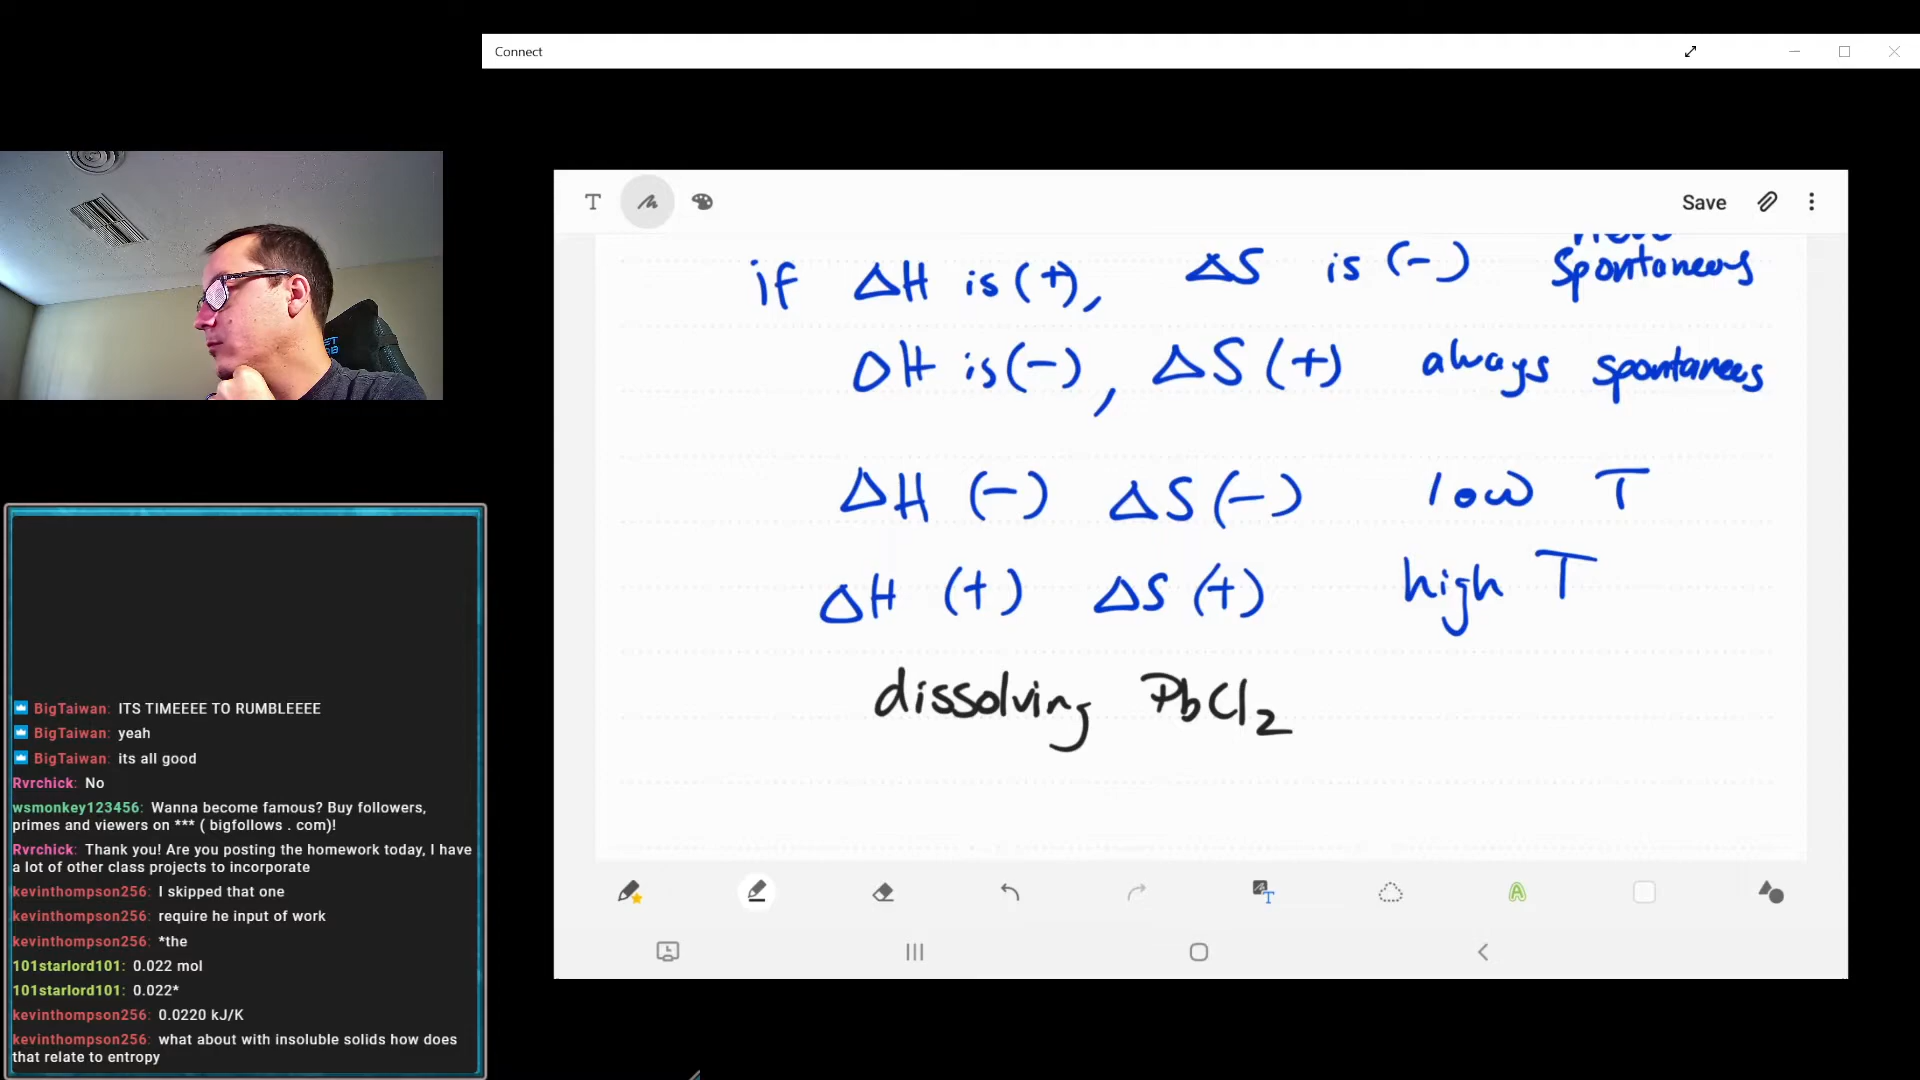 Connect
Save
if ΔH is (+), ΔS is (-) spontaneous
ΔH is (-), ΔS (+) always spontaneous
ΔH (-) ΔS (-) low T
ΔH (+) ΔS (+) high T
dissolving PbCl2
BigTaiwan: ITS TIMEEEE TO RUMBLEEEE
BigTaiwan: yeah
BigTaiwan: its all good
Rvrchick: No
wsmonkey123456: Wanna become famous? Buy followers,
primes and viewers on *** ( bigfollows . com)!
Rvrchick: Thank you! Are you posting the homework today, I have
a lot of other class projects to incorporate
kevinthompson256: I skipped that one
kevinthompson256: require he input of work
kevinthompson256: *the
101starlord101: 0.022 mol
101starlord101: 0.022*
kevinthompson256: 0.0220 kJ/K
kevinthompson256: what about with insoluble solids how does
that relate to entropy